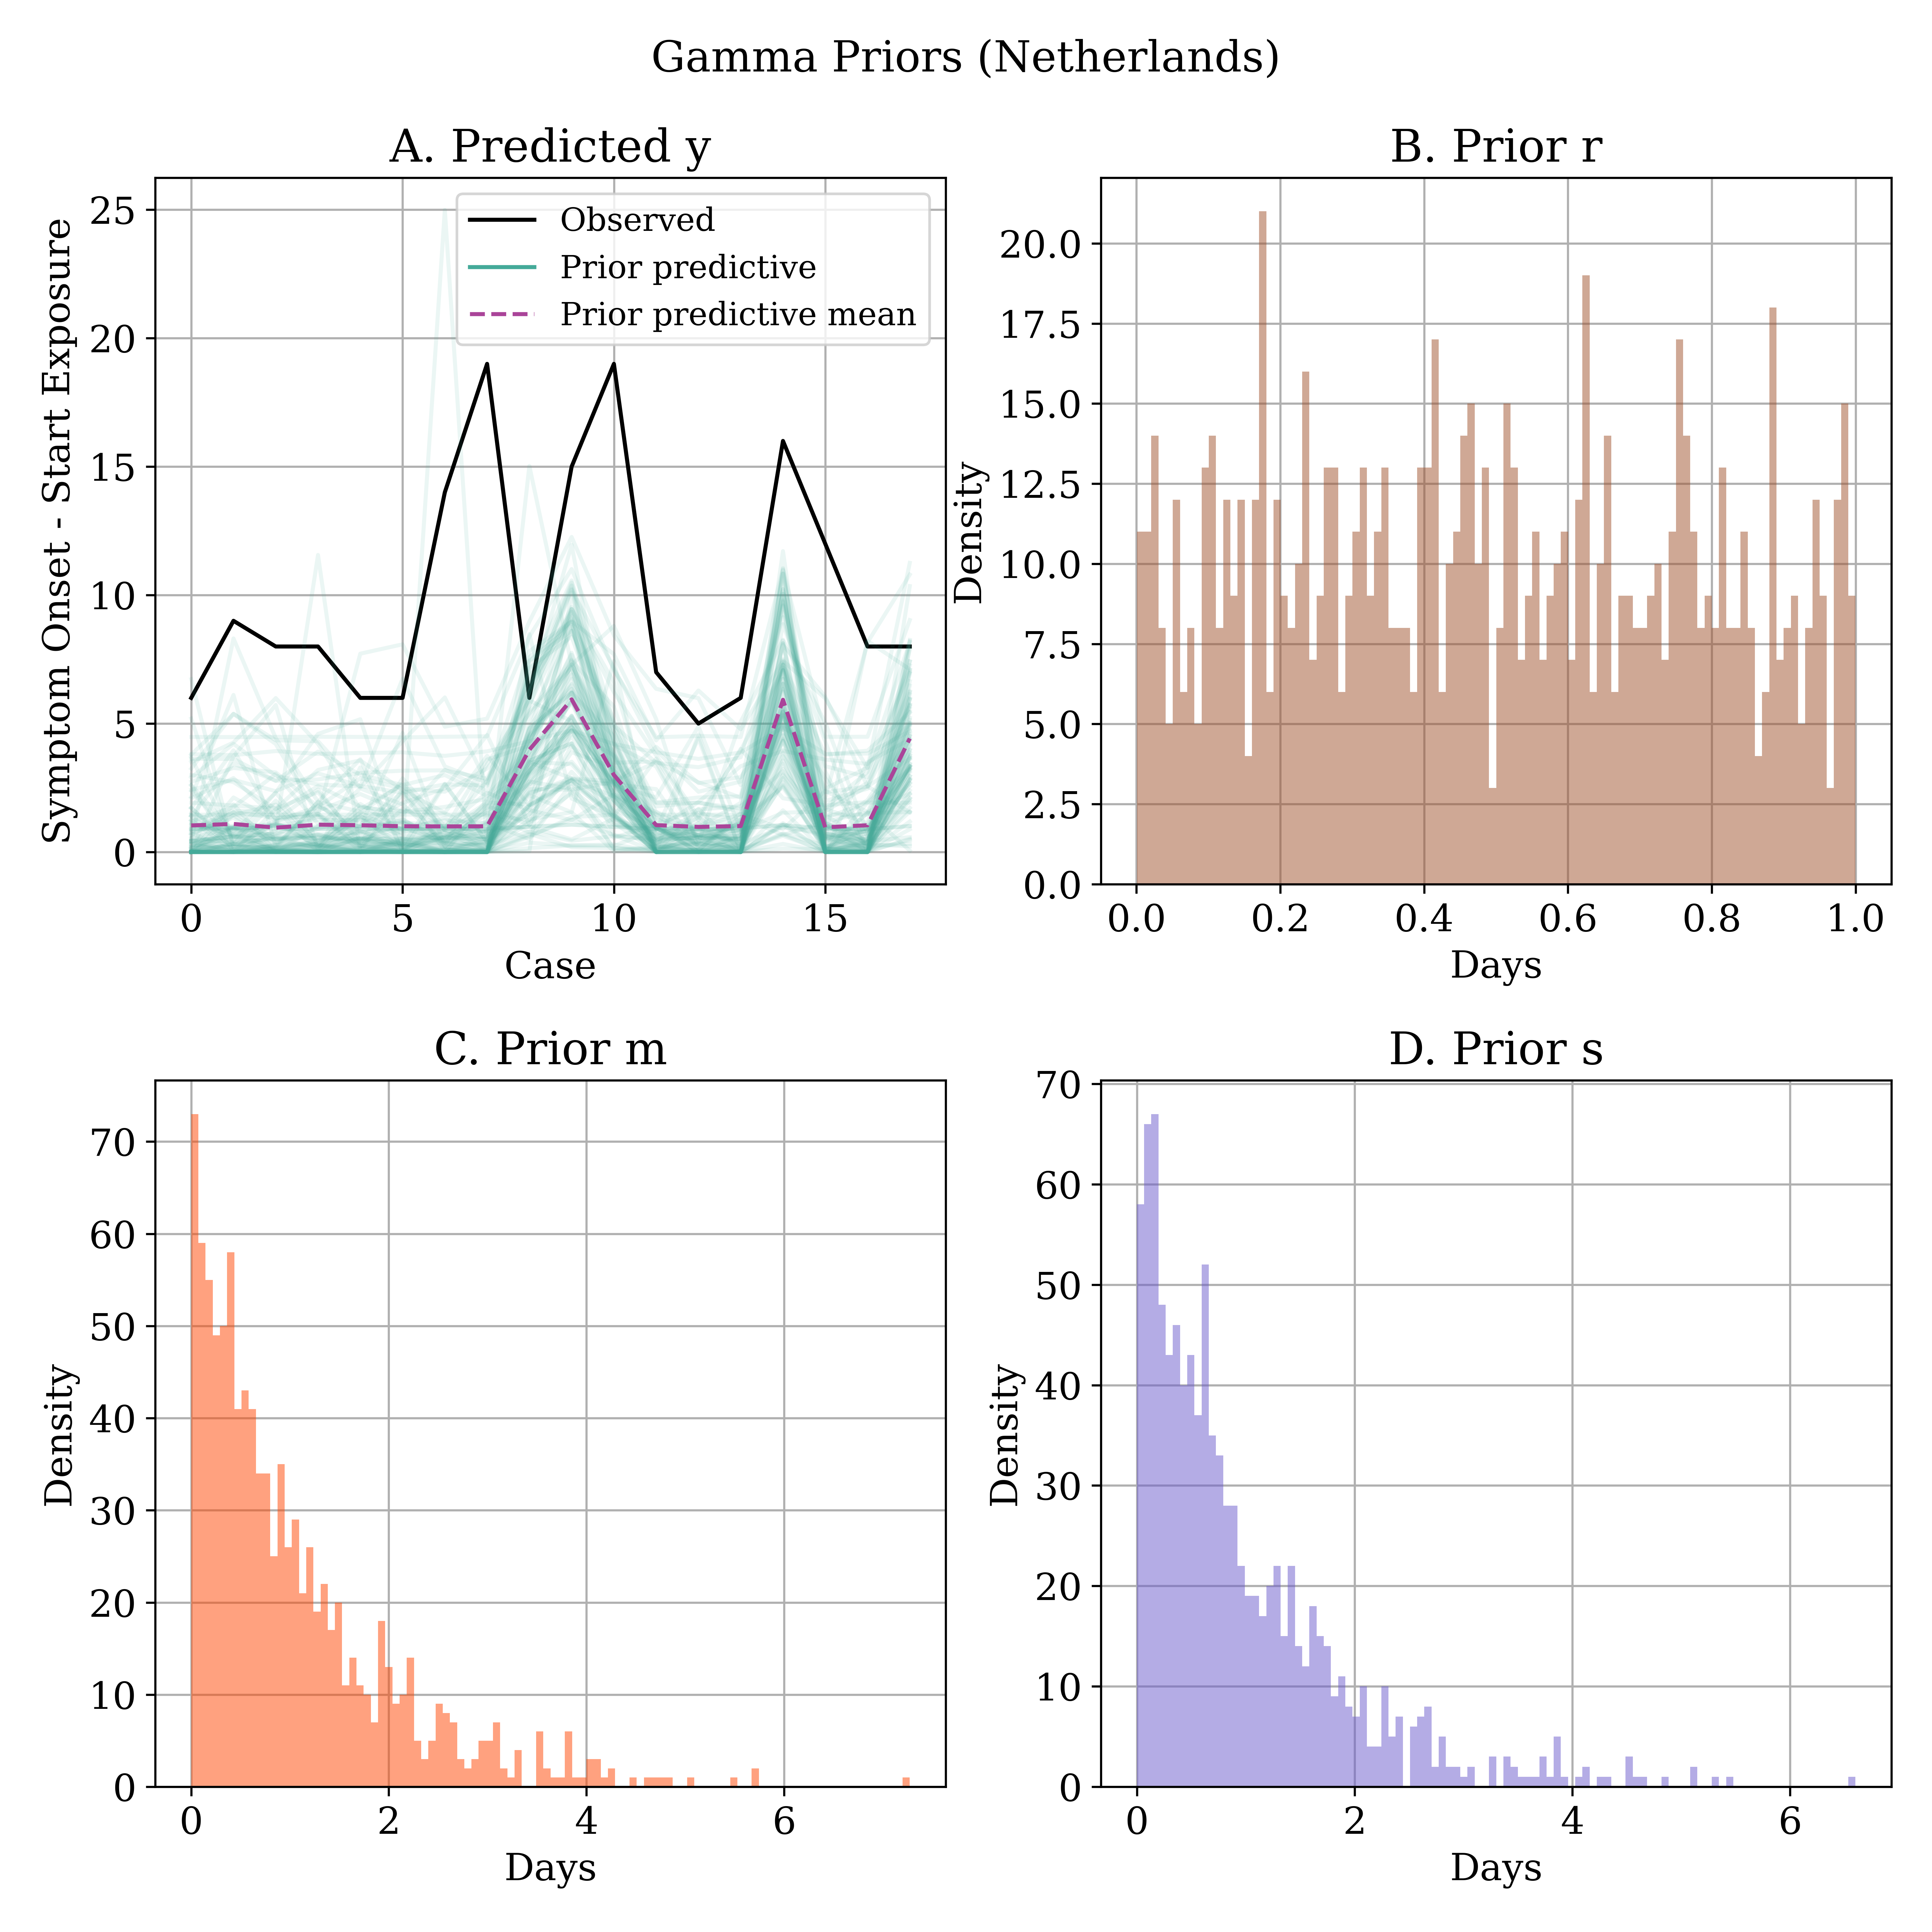 Gamma Priors (Netherlands)
A. Predicted y
Symptom Onset - Start Exposure
25
20
15
10
5
0
Observed
Prior predictive
Prior predictive mean
0 5 10 15
Case
B. Prior r
Density
20.0
17.5
15.0
12.5
10.0
7.5
5.0
2.5
0.0
0.0 0.2 0.4 0.6 0.8 1.0
Days
C. Prior m
Density
70
60
50
40
30
20
10
0
0 2 4 6
Days
D. Prior s
Density
70
60
50
40
30
20
10
0
0 2 4 6
Days